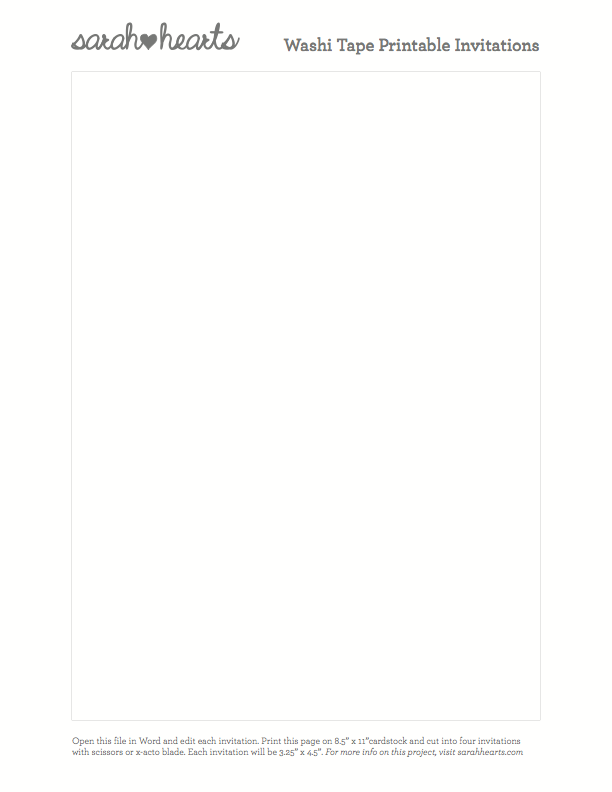 sarah♥hearts
Washi Tape Printable Invitations
Open this file in Word and edit each invitation. Print this page on 8.5" x 11"cardstock and cut into four invitations
with scissors or x-acto blade. Each invitation will be 3.25" x 4.5". For more info on this project, visit sarahhearts.com